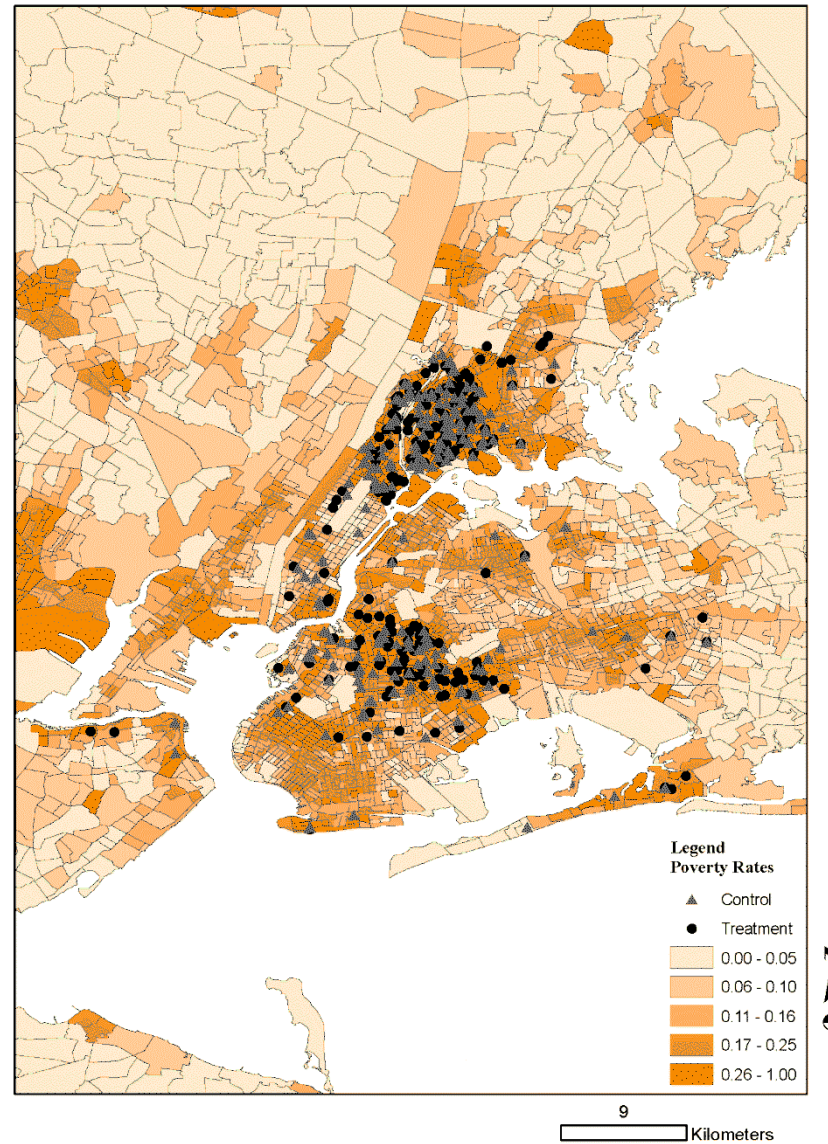 Legend
Poverty Rates
Control
Treatment
0.00 - 0.05
0.06 - 0.10
0.11 - 0.16
0.17 - 0.25
0.26 - 1.00
9
Kilometers